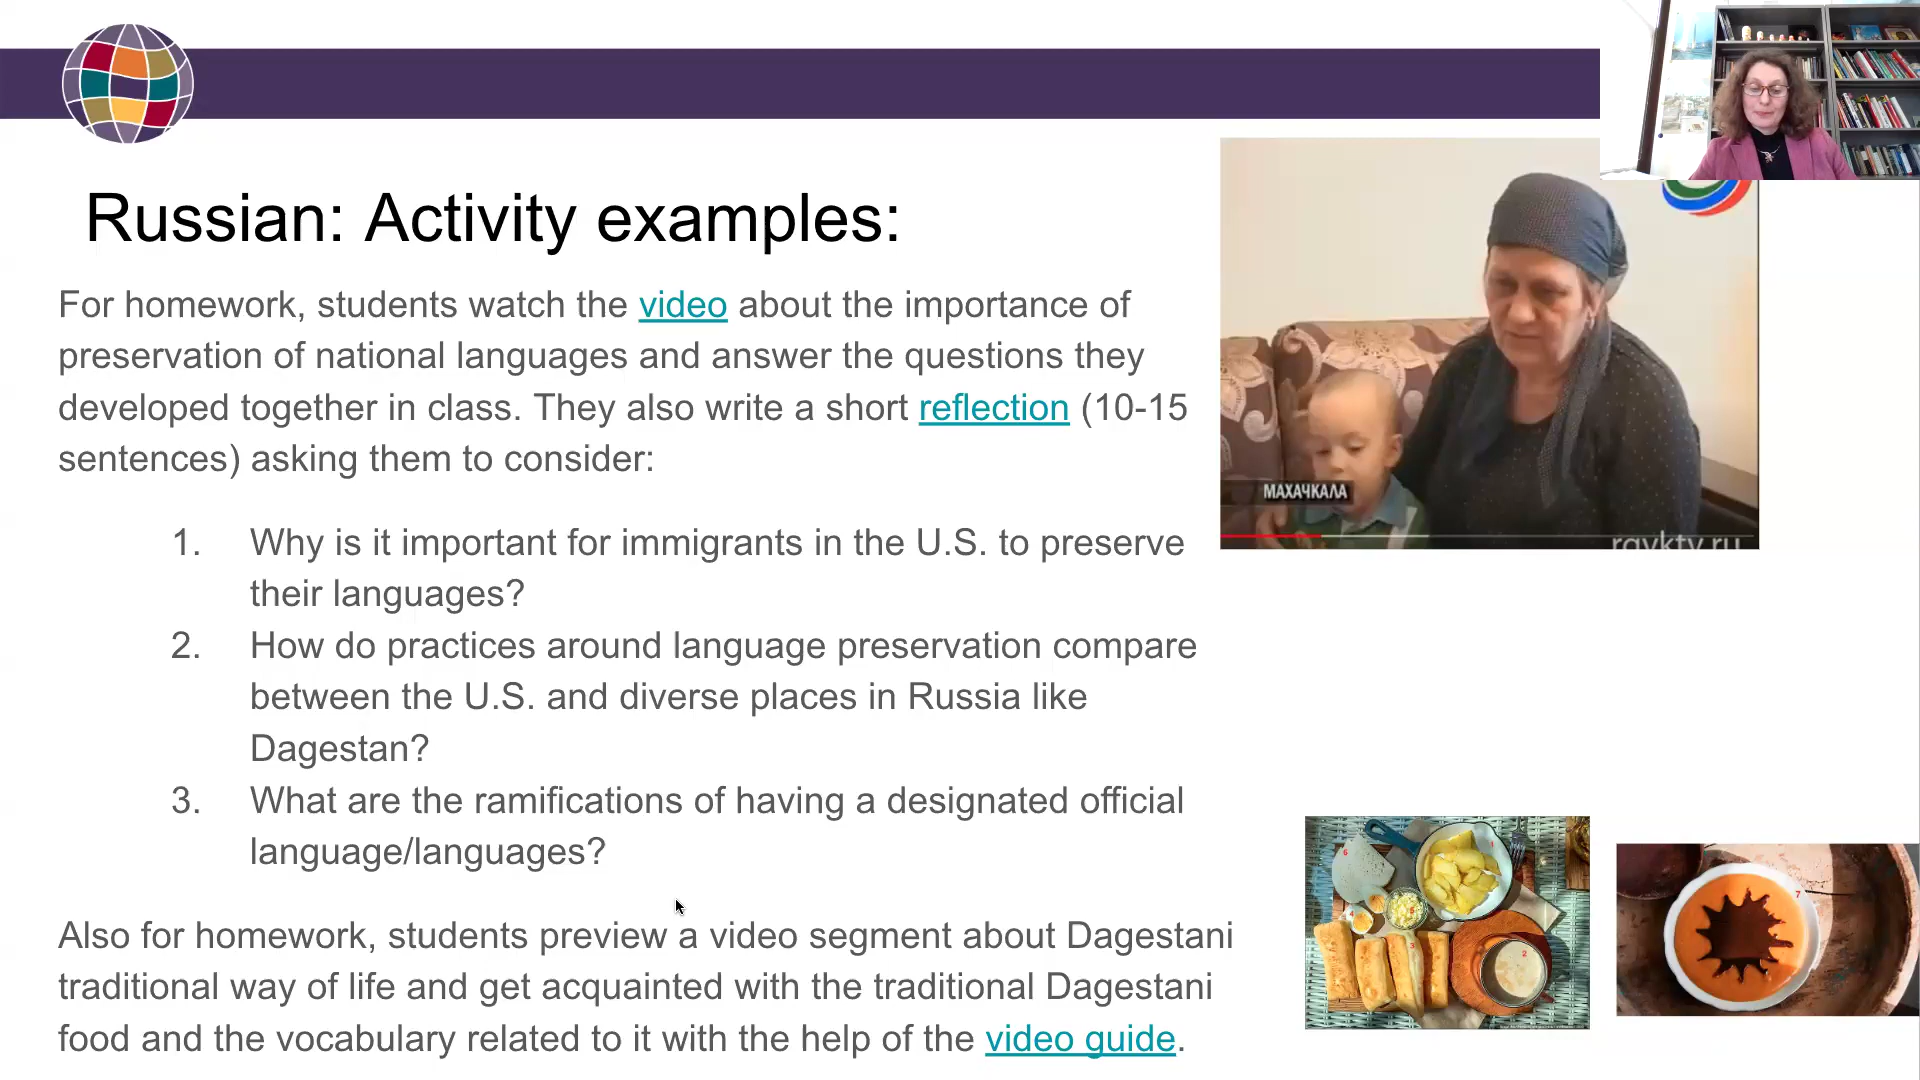 Russian: Activity examples:
For homework, students watch the video about the importance of
preservation of national languages and answer the questions they
developed together in class. They also write a short reflection (10-15
sentences) asking them to consider:
1. Why is it important for immigrants in the U.S. to preserve
their languages?
2. How do practices around language preservation compare
between the U.S. and diverse places in Russia like
Dagestan?
3. What are the ramifications of having a designated official
language/languages?
Also for homework, students preview a video segment about Dagestani
traditional way of life and get acquainted with the traditional Dagestani
food and the vocabulary related to it with the help of the video guide.
МАХАЧКАЛА
rgvktv.ru
6
1
3
2
7